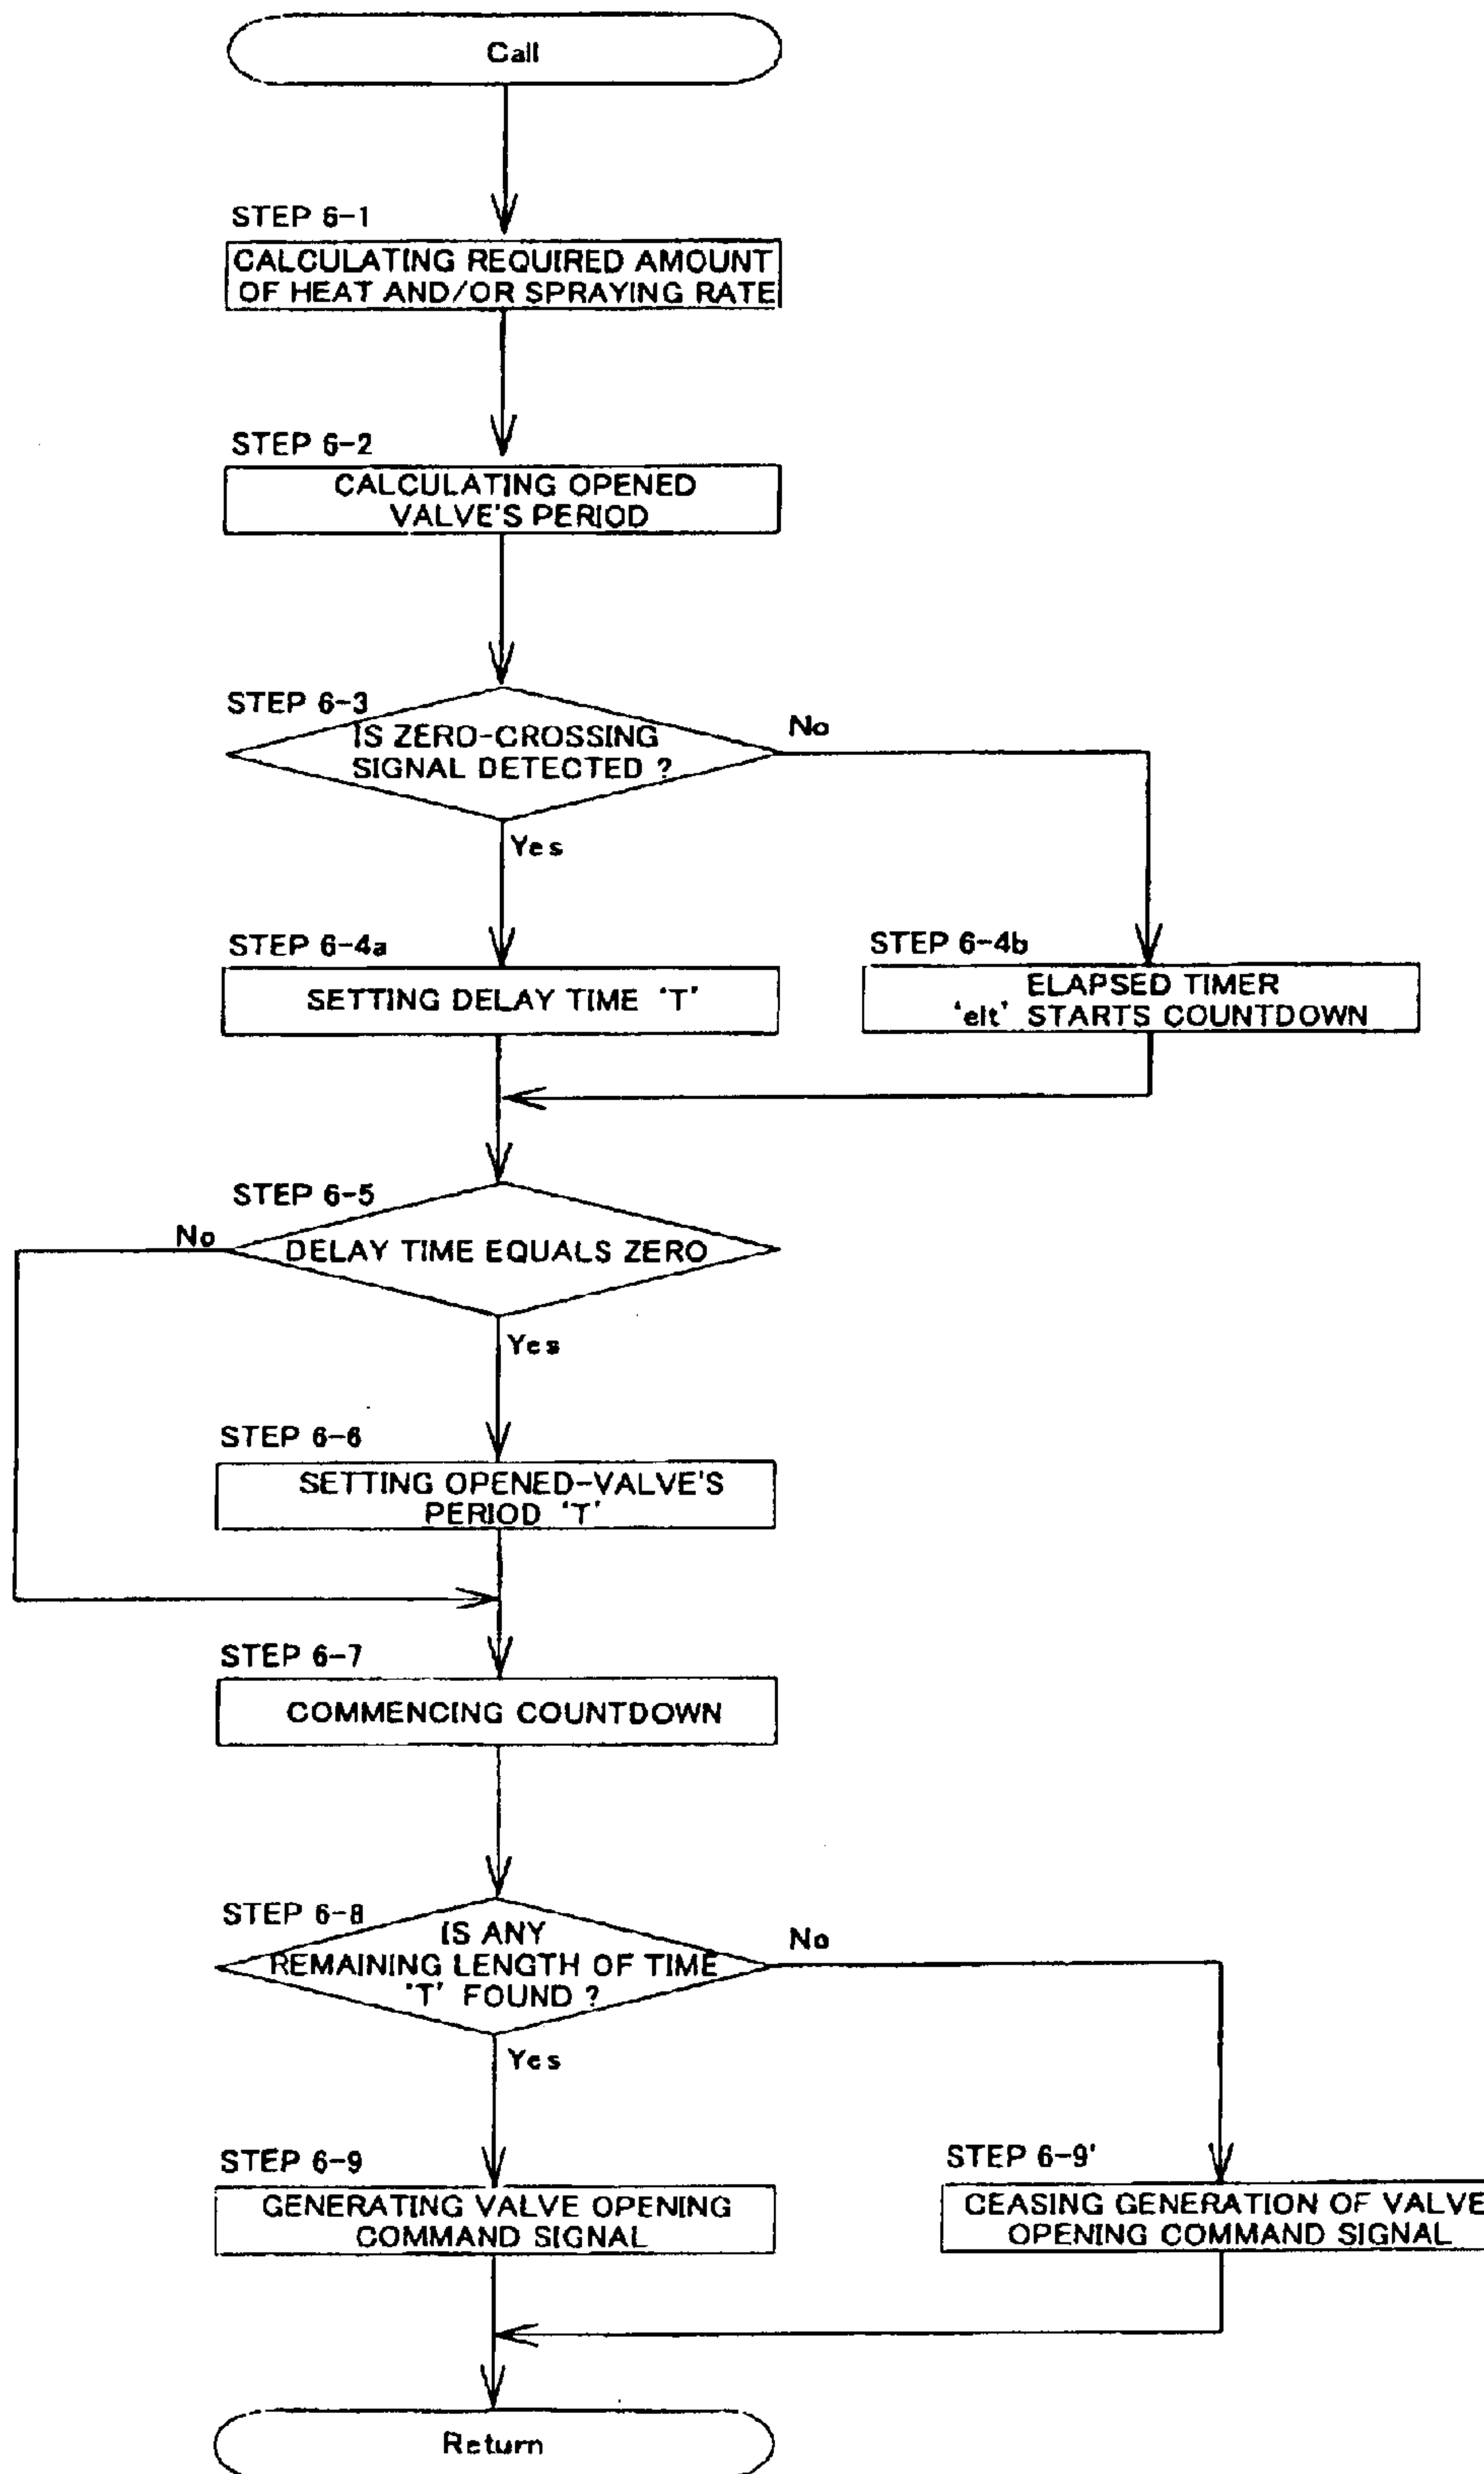 Call
STEP 6-1
CALCULATING REQUIRED AMOUNT
OF HEAT AND/OR SPRAYING RATE
STEP 6-2
CALCULATING OPENED
VALVE'S PERIOD
STEP 6-3
IS ZERO-CROSSING
SIGNAL DETECTED ?
No
Yes
STEP 6-4a
SETTING DELAY TIME 'T'
STEP 6-4b
ELAPSED TIMER
'elt' STARTS COUNTDOWN
STEP 6-5
No
DELAY TIME EQUALS ZERO
Yes
STEP 6-6
SETTING OPENED-VALVE'S
PERIOD 'T'
STEP 6-7
COMMENCING COUNTDOWN
STEP 6-8
IS ANY
REMAINING LENGTH OF TIME
'T' FOUND ?
No
Yes
STEP 6-9
GENERATING VALVE OPENING
COMMAND SIGNAL
STEP 6-9'
CEASING GENERATION OF VALVE
OPENING COMMAND SIGNAL
Return